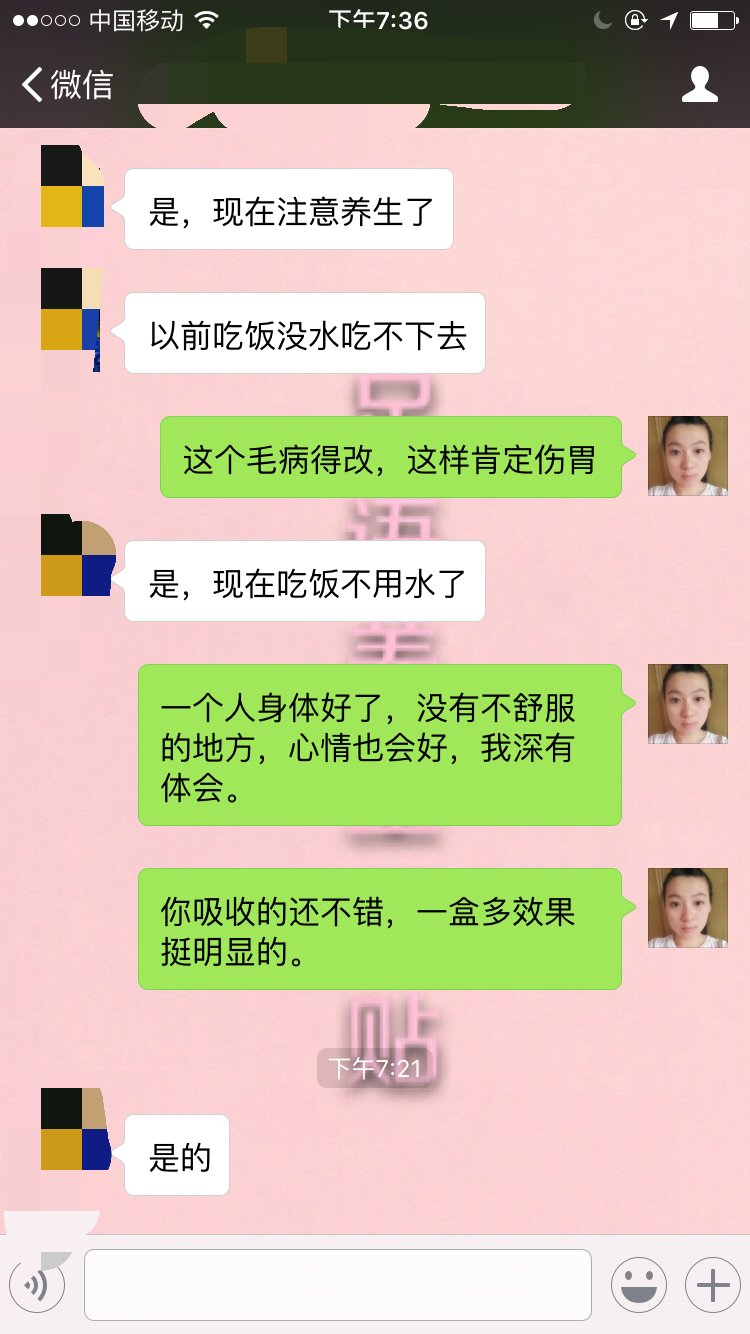 中国移动 下午7:36
微信
是，现在注意养生了
以前吃饭没水吃不下去
这个毛病得改，这样肯定伤胃
是，现在吃饭不用水了
一个人身体好了，没有不舒服
的地方，心情也会好，我深有
体会。
你吸收的还不错，一盒多效果
挺明显的。
贴
下午7:21
是的